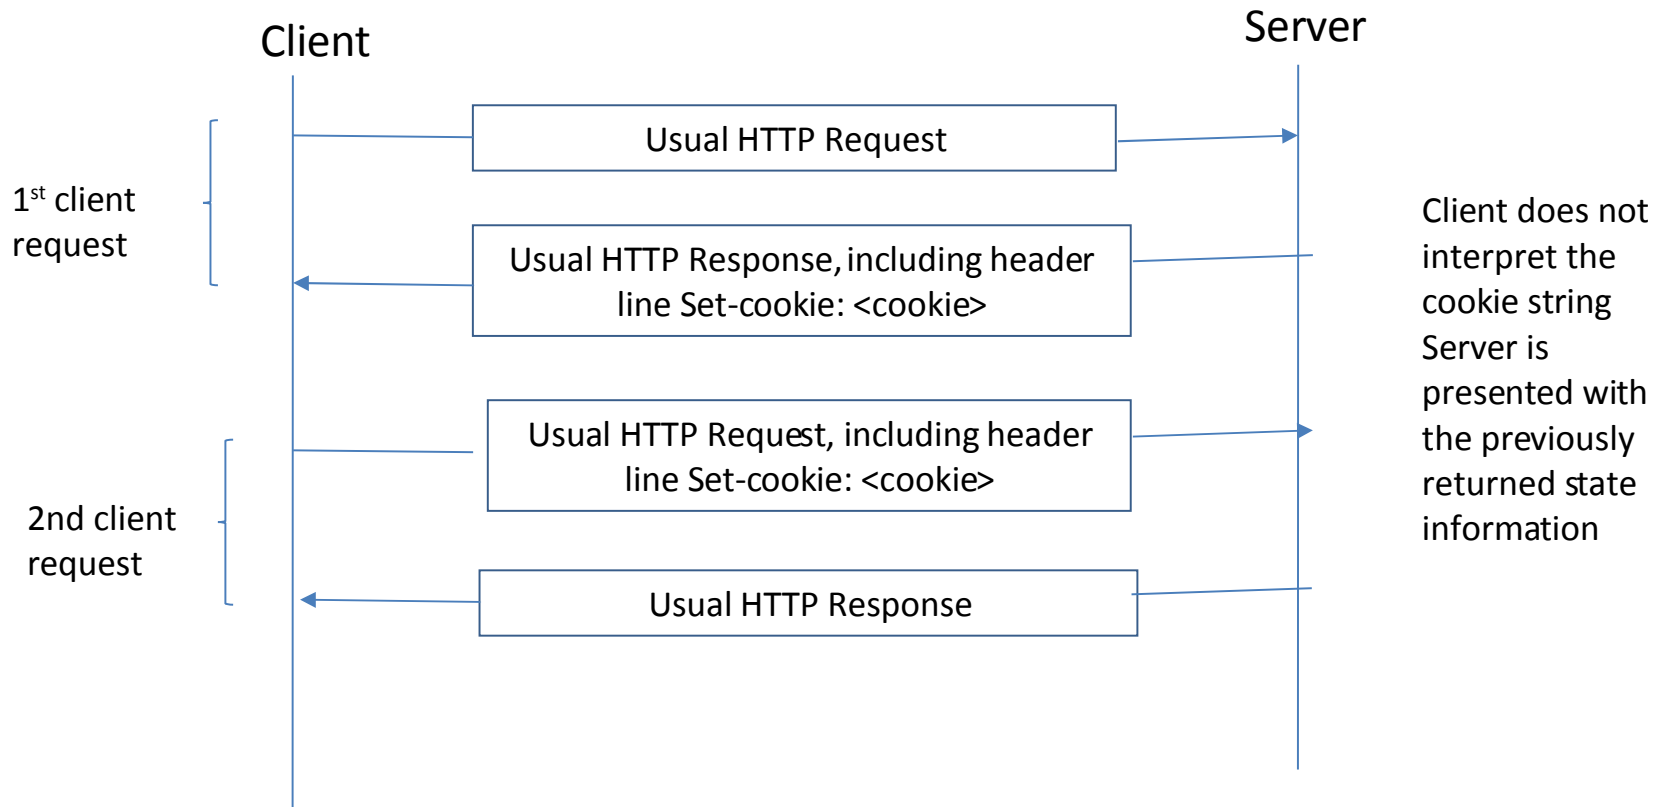 Client
Server
Usual HTTP Request
1st client
request
Usual HTTP Response, including header
line Set-cookie: <cookie>
Client does not
interpret the
cookie string
Server is
presented with
the previously
returned state
information
Usual HTTP Request, including header
line Set-cookie: <cookie>
2nd client
request
Usual HTTP Response